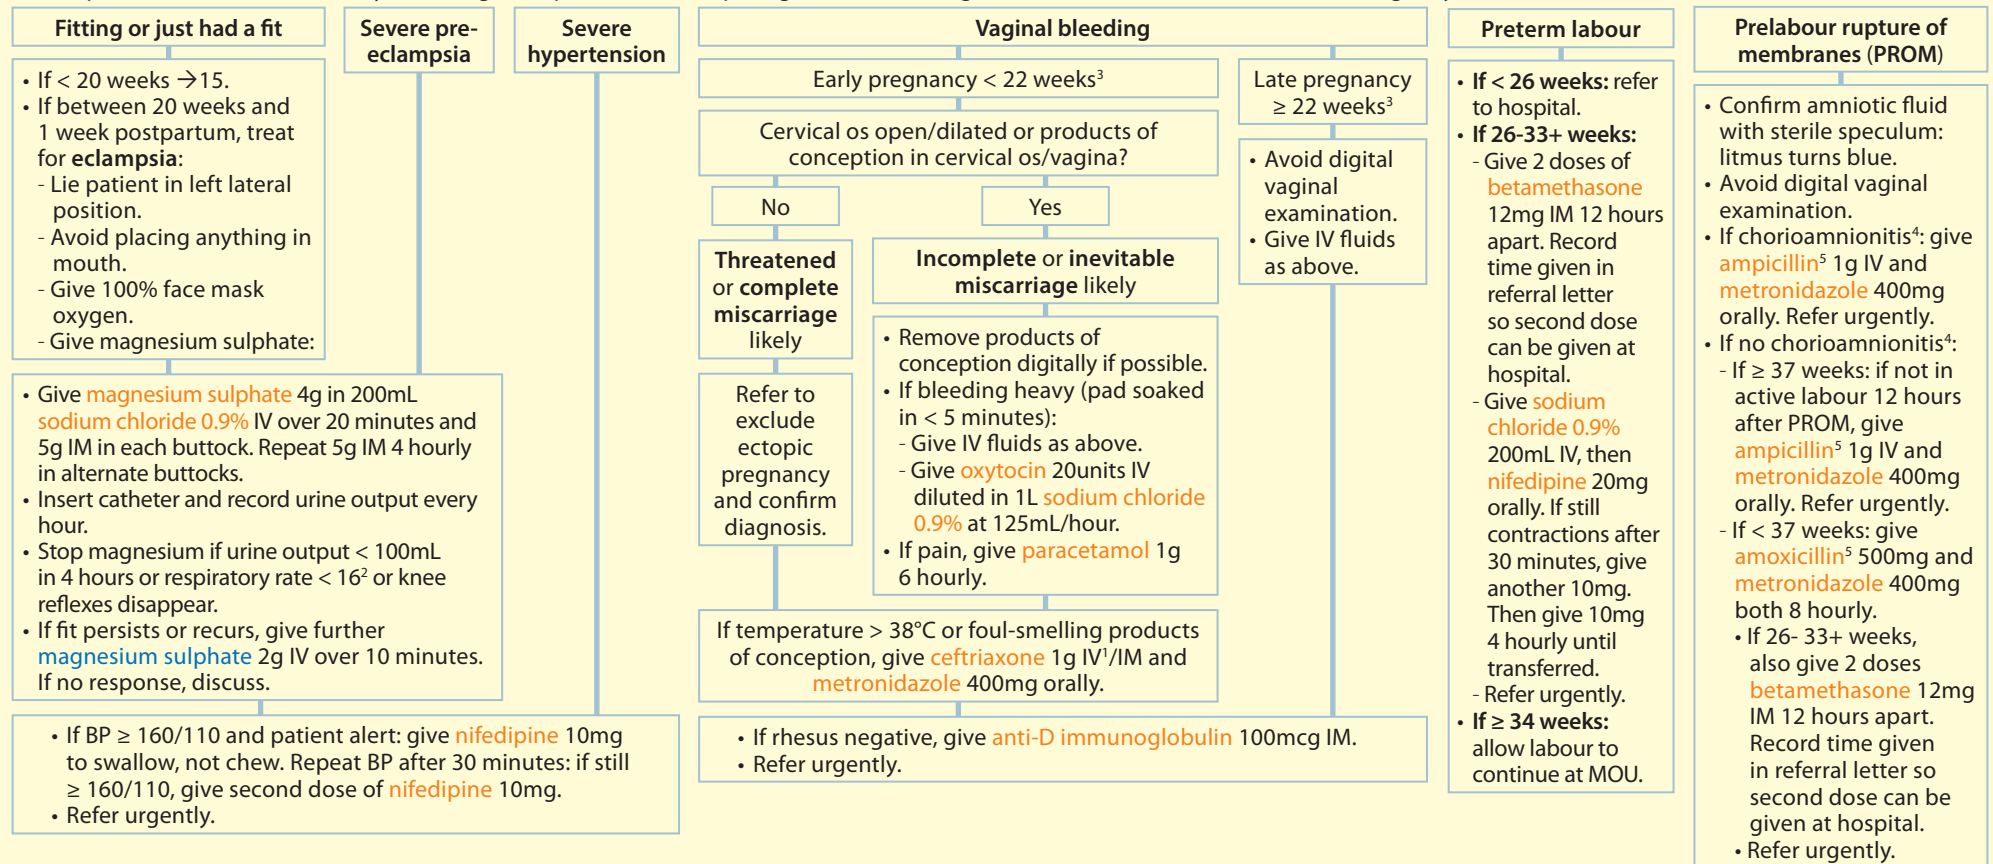 Fitting or just had a fit
• If < 20 weeks →15.
• If between 20 weeks and
1 week postpartum, treat
for eclampsia:
- Lie patient in left lateral
position.
- Avoid placing anything in
mouth.
- Give 100% face mask
oxygen.
- Give magnesium sulphate:
Severe pre-
eclampsia
Severe
hypertension
• Give magnesium sulphate 4g in 200mL
sodium chloride 0.9% IV over 20 minutes and
5g IM in each buttock. Repeat 5g IM 4 hourly
in alternate buttocks.
• Insert catheter and record urine output every
hour.
• Stop magnesium if urine output < 100mL
in 4 hours or respiratory rate < 16² or knee
reflexes disappear.
• If fit persists or recurs, give further
magnesium sulphate 2g IV over 10 minutes.
If no response, discuss.
• If BP ≥ 160/110 and patient alert: give nifedipine 10mg
to swallow, not chew. Repeat BP after 30 minutes: if still
≥ 160/110, give second dose of nifedipine 10mg.
• Refer urgently.
Vaginal bleeding
Early pregnancy < 22 weeks³
Cervical os open/dilated or products of
conception in cervical os/vagina?
No
Threatened
or complete
miscarriage
likely
Refer to
exclude
ectopic
pregnancy
and confirm
diagnosis.
Yes
Incomplete or inevitable
miscarriage likely
• Remove products of
conception digitally if possible.
• If bleeding heavy (pad soaked
in < 5 minutes):
- Give IV fluids as above.
- Give oxytocin 20units IV
diluted in 1L sodium chloride
0.9% at 125mL/hour.
• If pain, give paracetamol 1g
6 hourly.
If temperature > 38°C or foul-smelling products
of conception, give ceftriaxone 1g IV¹/IM and
metronidazole 400mg orally.
Late pregnancy
≥ 22 weeks³
• Avoid digital
vaginal
examination.
• Give IV fluids
as above.
• If rhesus negative, give anti-D immunoglobulin 100mcg IM.
• Refer urgently.
Preterm labour
• If < 26 weeks: refer
to hospital.
• If 26-33+ weeks:
- Give 2 doses of
betamethasone
12mg IM 12 hours
apart. Record
time given in
referral letter
so second dose
can be given at
hospital.
- Give sodium
chloride 0.9%
200mL IV, then
nifedipine 20mg
orally. If still
contractions after
30 minutes, give
another 10mg.
Then give 10mg
4 hourly until
transferred.
- Refer urgently.
• If ≥ 34 weeks:
allow labour to
continue at MOU.
Prelabour rupture of
membranes (PROM)
• Confirm amniotic fluid
with sterile speculum:
litmus turns blue.
• Avoid digital vaginal
examination.
• If chorioamnionitis⁴: give
ampicillin⁵ 1g IV and
metronidazole 400mg
orally. Refer urgently.
• If no chorioamnionitis⁴:
- If ≥ 37 weeks: if not in
active labour 12 hours
after PROM, give
ampicillin⁵ 1g IV and
metronidazole 400mg
orally. Refer urgently.
- If < 37 weeks: give
amoxicillin⁵ 500mg and
metronidazole 400mg
both 8 hourly.
• If 26- 33+ weeks,
also give 2 doses
betamethasone 12mg
IM 12 hours apart.
Record time given
in referral letter so
second dose can be
given at hospital.
• Refer urgently.